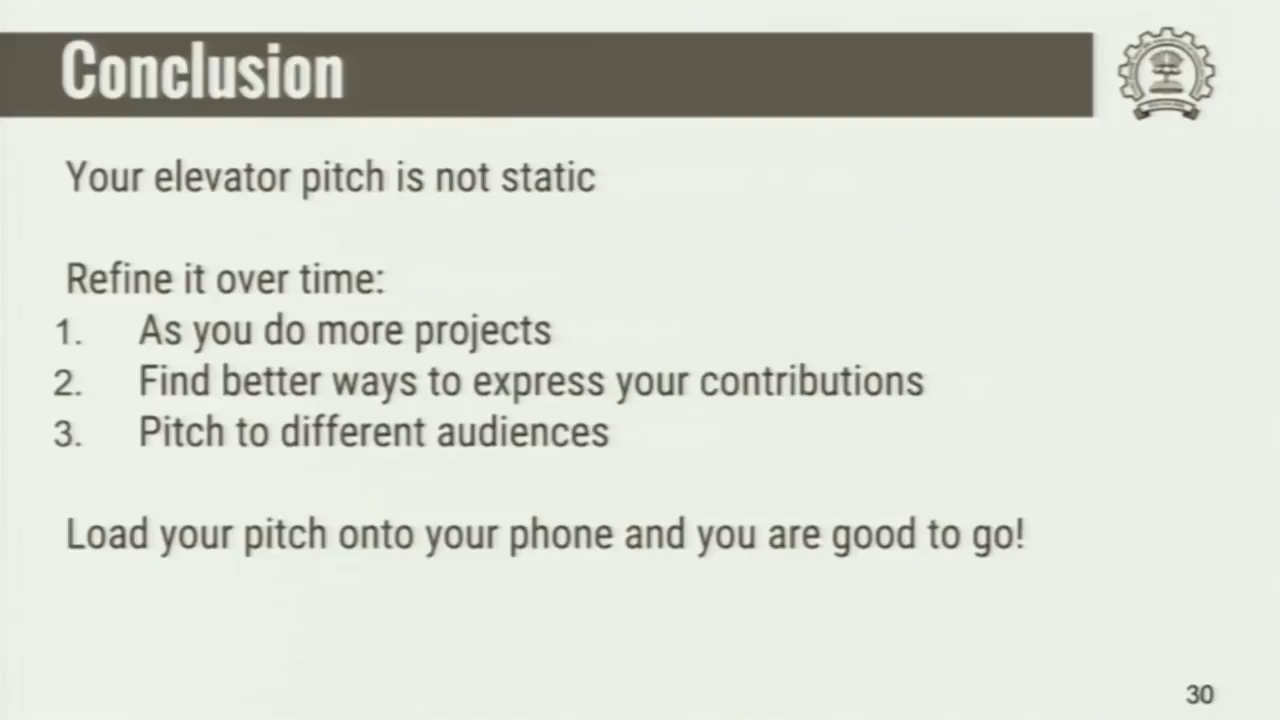 Conclusion
Your elevator pitch is not static
Refine it over time:
1. As you do more projects
2. Find better ways to express your contributions
3. Pitch to different audiences
Load your pitch onto your phone and you are good to go!
30